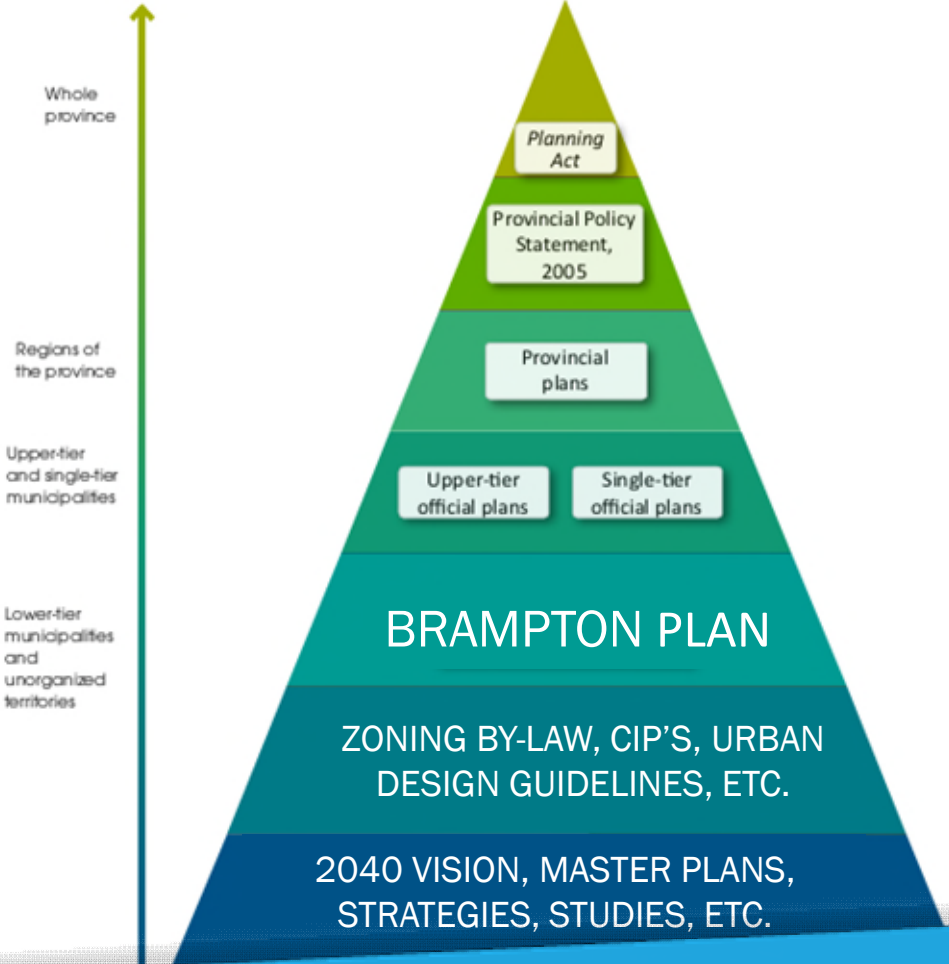 Whole
province
Planning
Act
Provincial Policy
Statement,
2005
Regions of
the province
Provincial
plans
Upper-tier
and single-tier
municipalities
Upper-tier
official plans
Single-tier
official plans
Lower-tier
municipalities
and
unorganized
territories
BRAMPTON PLAN
ZONING BY-LAW, CIP'S, URBAN
DESIGN GUIDELINES, ETC.
2040 VISION, MASTER PLANS,
STRATEGIES, STUDIES, ETC.